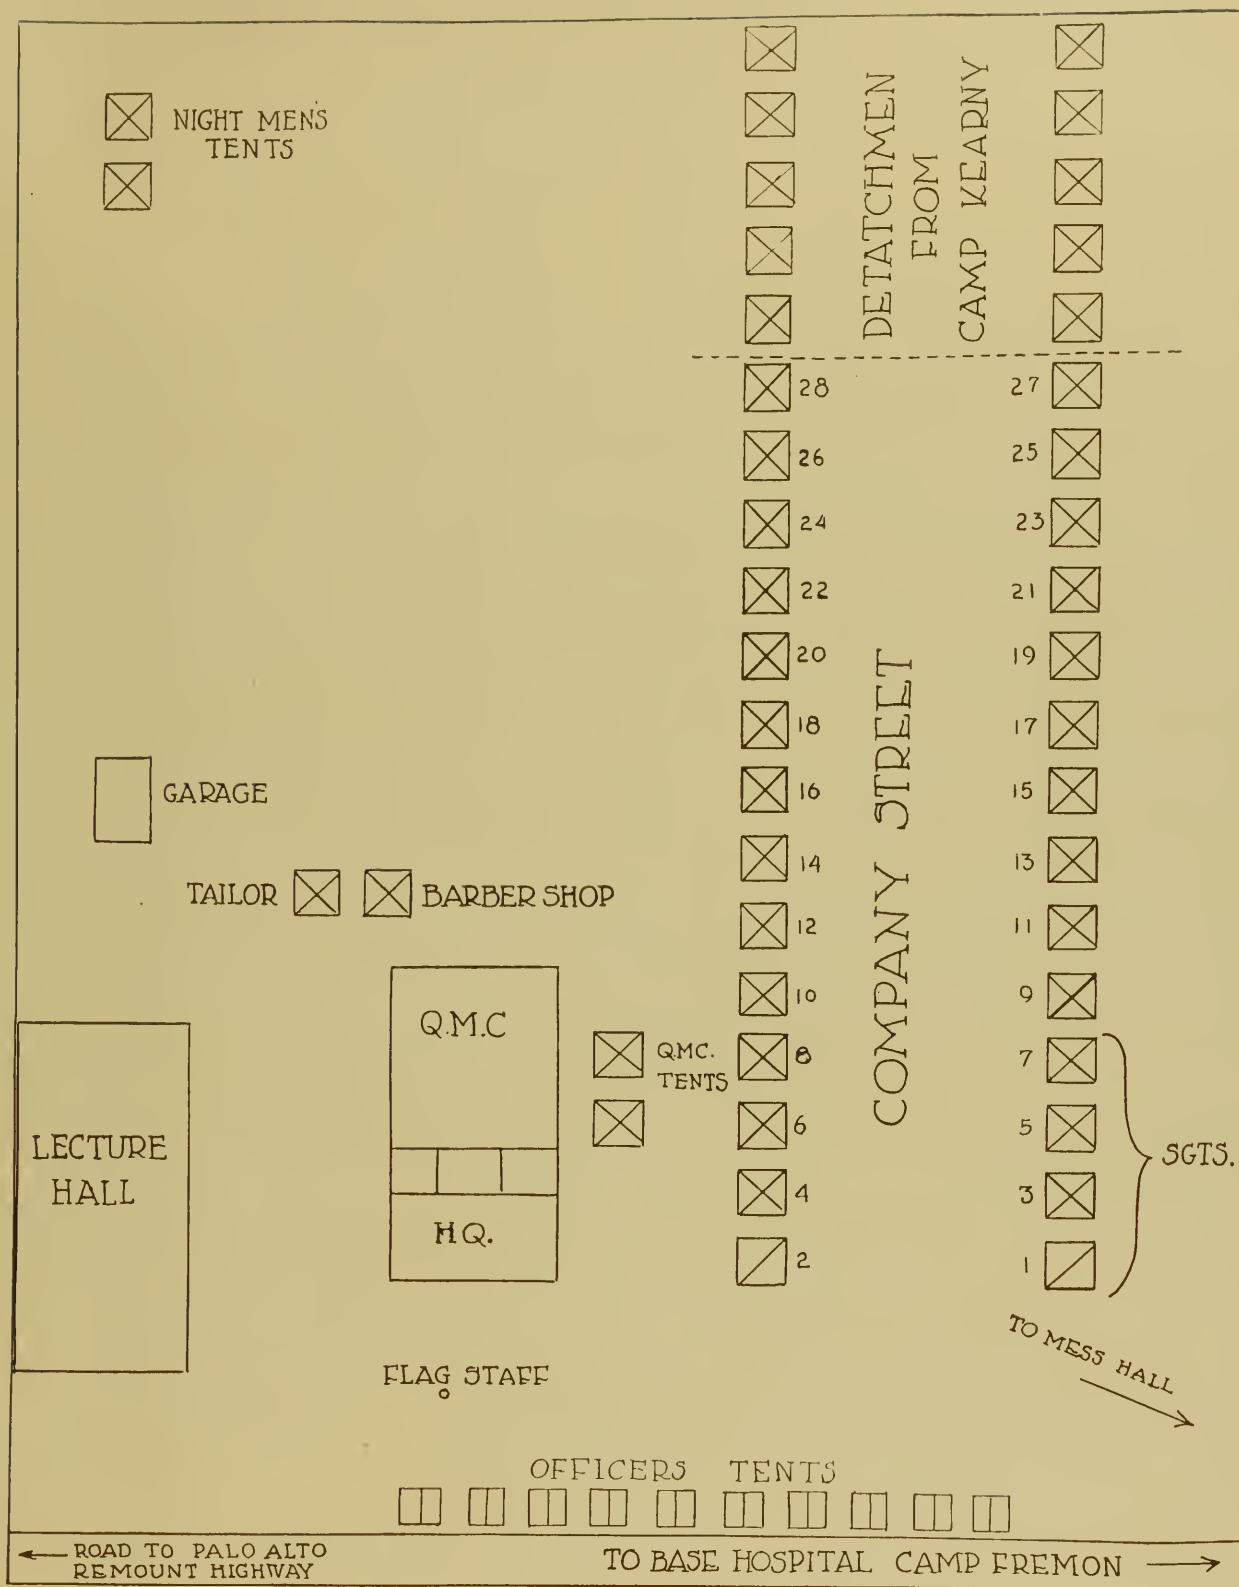 NIGHT MEN'S
TENTS
DETATCHMEN
FROM
CAMP KEARNY
28
27
26
25
24
23
22
21
20
19
18
17
16
15
14
13
12
11
10
9
8
7
6
5
4
3
2
1
COMPANY STREET
GARAGE
TAILOR
BARBER SHOP
Q.M.C
Q.M.C.
TENTS
LECTURE
HALL
H Q.
SGTS.
TO MESS HALL
FLAG STAFF
OFFICERS TENTS
ROAD TO PALO ALTO
REMOUNT HIGHWAY
TO BASE HOSPITAL CAMP FREMON